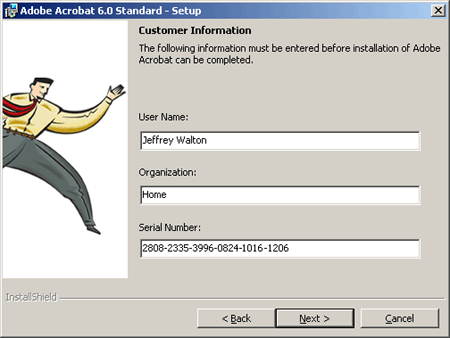 Adobe Acrobat 6.0 Standard - Setup
Customer Information
The following information must be entered before installation of Adobe
Acrobat can be completed.
User Name:
Jeffrey Walton
Organization:
Home
Serial Number:
2808-2335-3996-0824-1016-1206
InstallShield
< Back
Next >
Cancel